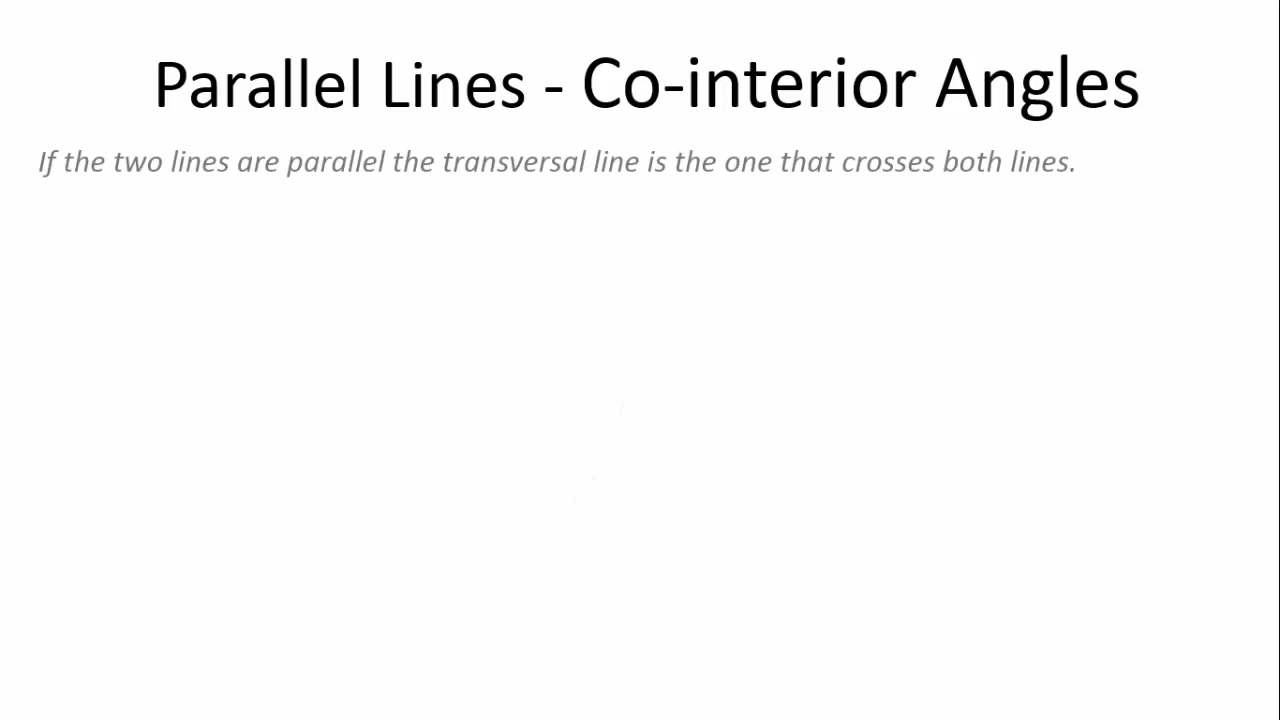 Parallel Lines - Co-interior Angles
If the two lines are parallel the transversal line is the one that crosses both lines.